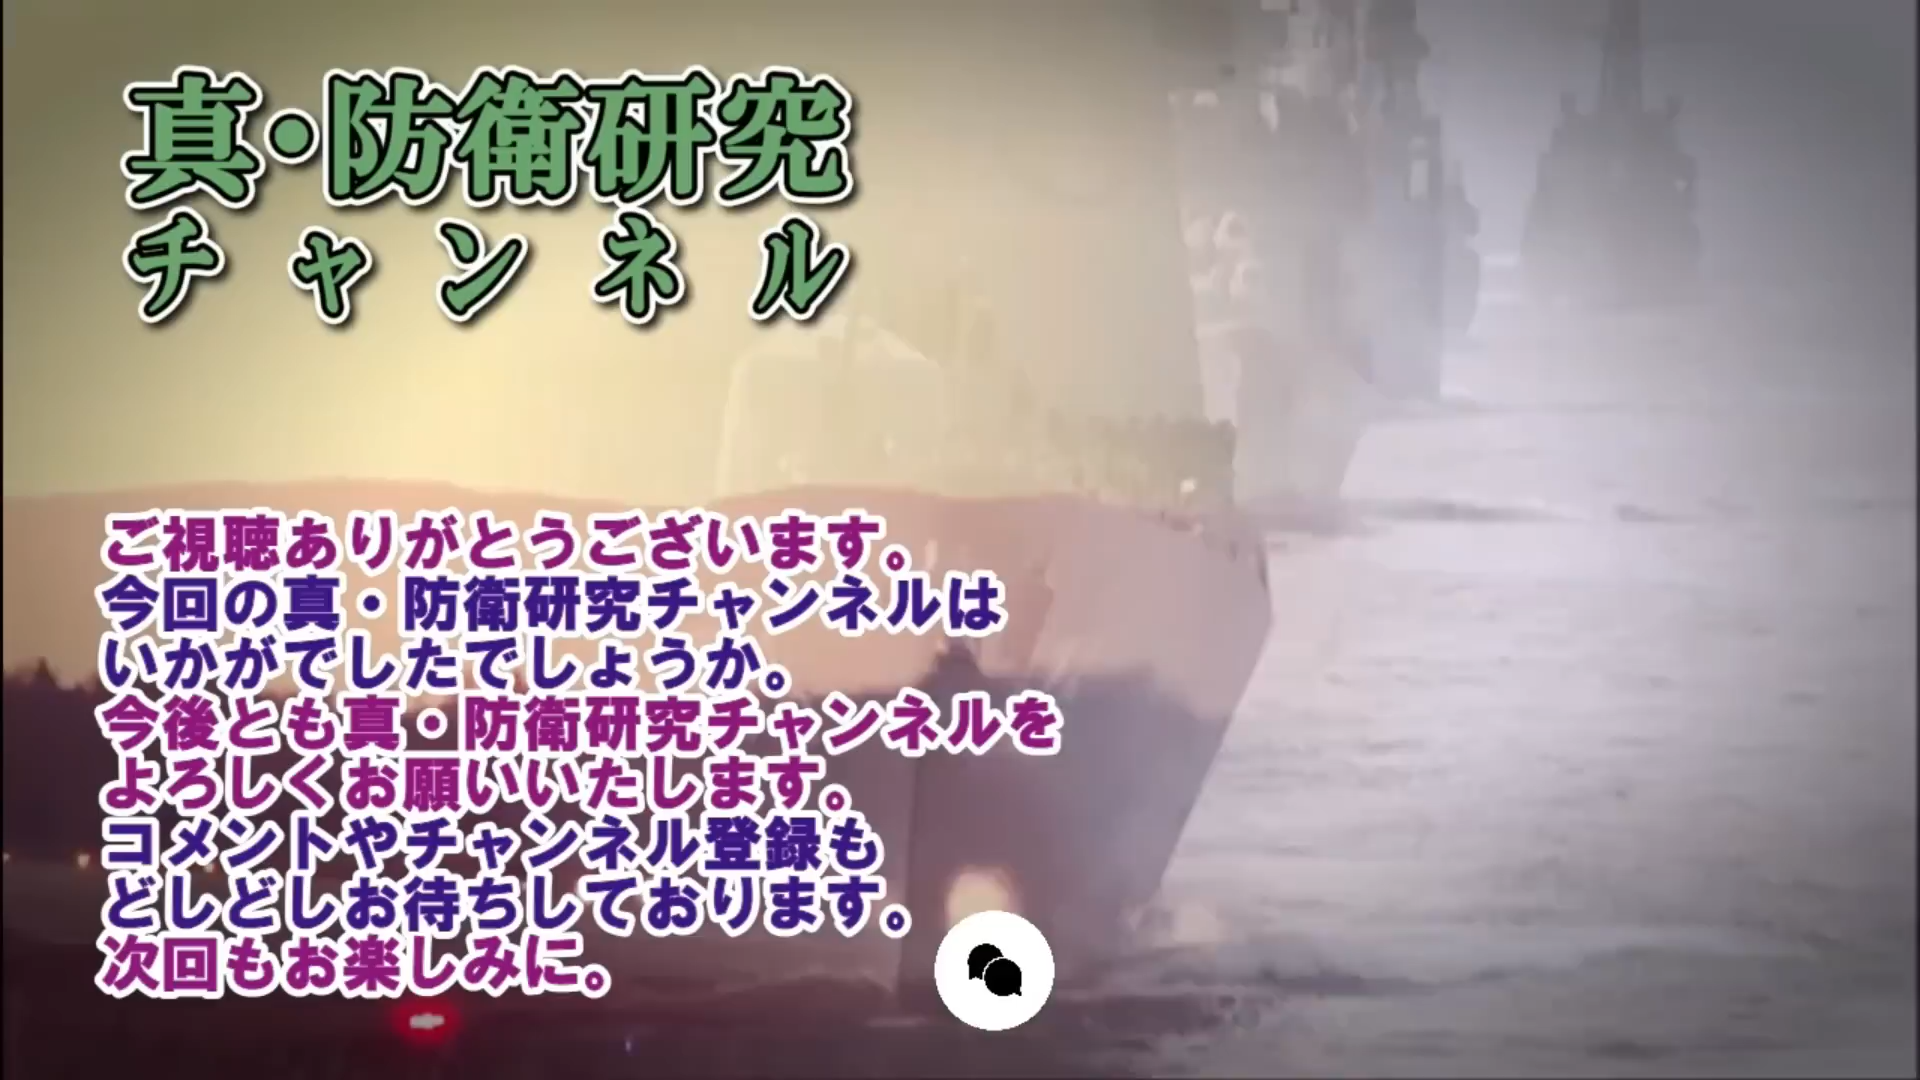 真・防衛研究
チャンネル
ご視聴ありがとうございます。
今回の真・防衛研究チャンネルは
いかがでしたでしょうか。
今後とも真・防衛研究チャンネルを
よろしくお願いいたします。
コメントやチャンネル登録も
どしどしお待ちしております。
次回もお楽しみに。